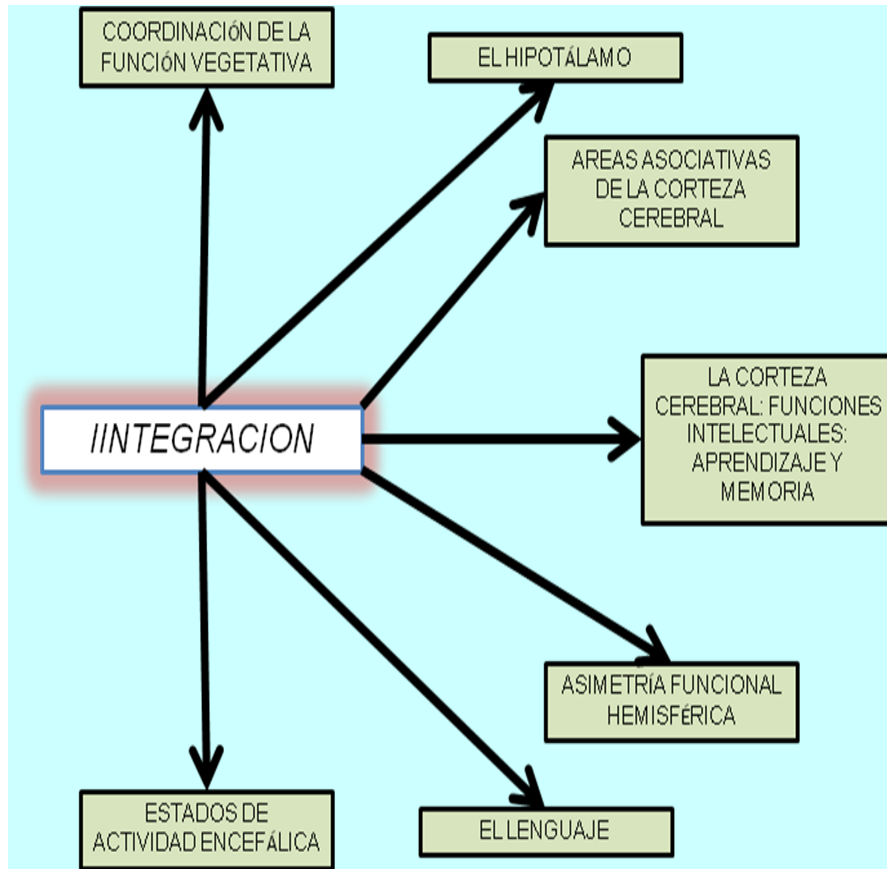 COORDINACIÓN DE LA
FUNCIÓN VEGETATIVA
EL HIPOTÁLAMO
AREAS ASOCIATIVAS
DE LA CORTEZA
CEREBRAL
IINTEGRACION
LA CORTEZA
CEREBRAL: FUNCIONES
INTELECTUALES:
APRENDIZAJE Y
MEMORIA
ASIMETRÍA FUNCIONAL
HEMISFÉRICA
ESTADOS DE
ACTIVIDAD ENCEFÁLICA
EL LENGUAJE